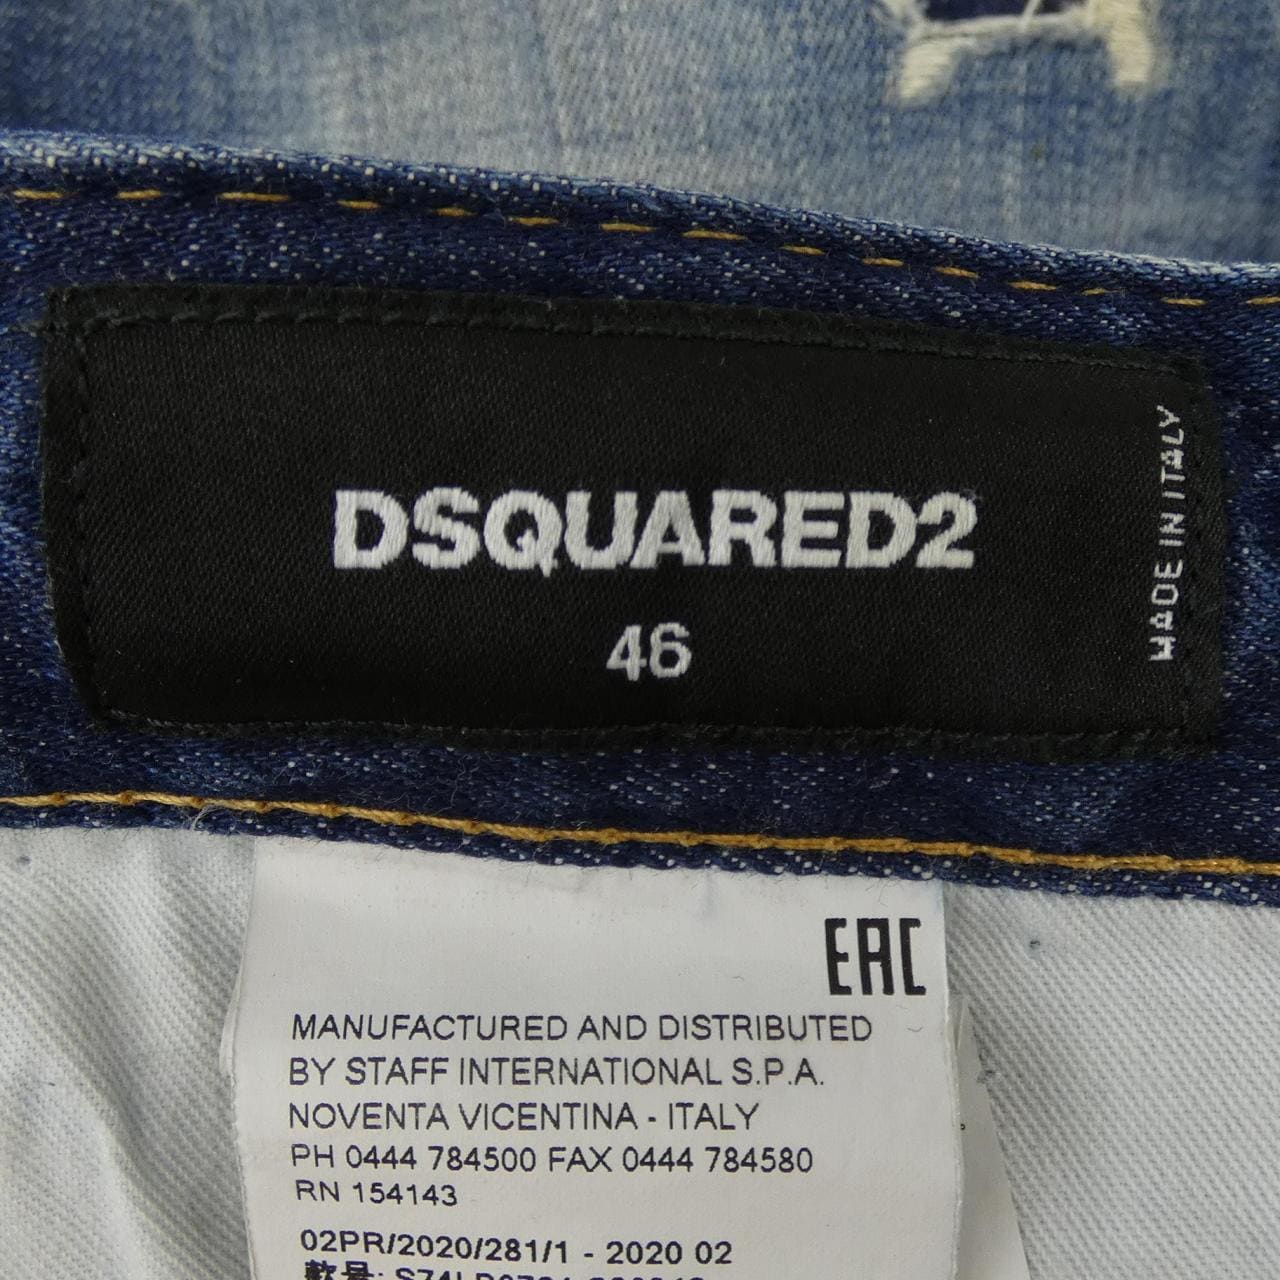 DSQUARED2
46
MADE IN ITALY
EAC
MANUFACTURED AND DISTRIBUTED
BY STAFF INTERNATIONAL S.P.A.
NOVENTA VICENTINA - ITALY
PH 0444 784500 FAX 0444 784580
RN 154143
02PR/2020/281/1 - 2020 02